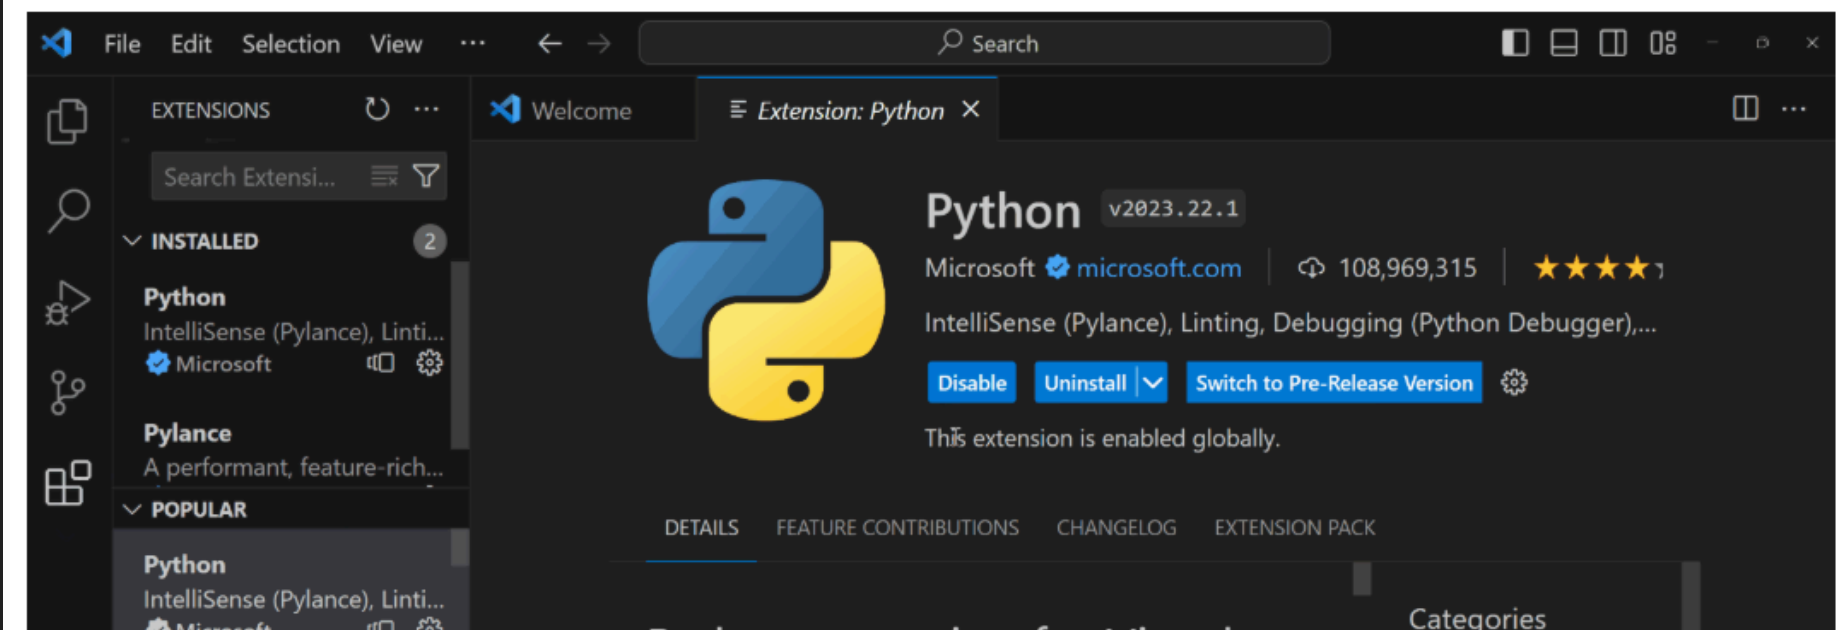 File Edit Selection View ··· Search
EXTENSIONS
Search Extensi...
INSTALLED 2
Python
IntelliSense (Pylance), Linti...
Microsoft
Pylance
A performant, feature-rich...
POPULAR
Python
IntelliSense (Pylance), Linti...
Microsoft
Welcome Extension: Python
Python v2023.22.1
Microsoft microsoft.com 108,969,315
IntelliSense (Pylance), Linting, Debugging (Python Debugger),...
Disable Uninstall Switch to Pre-Release Version
This extension is enabled globally.
DETAILS FEATURE CONTRIBUTIONS CHANGELOG EXTENSION PACK
Categories